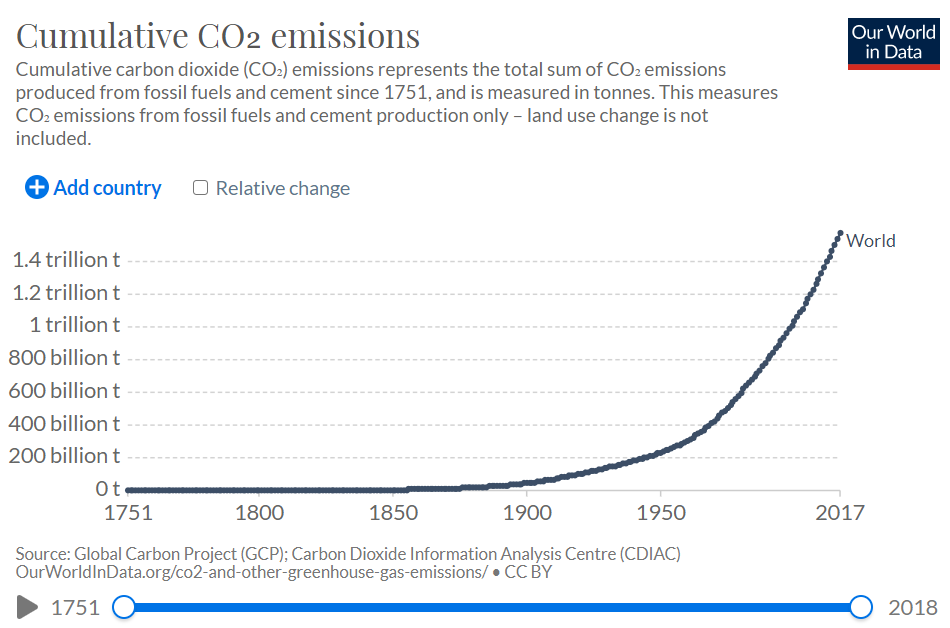 Cumulative CO2 emissions
Our World
in Data
Cumulative carbon dioxide (CO₂) emissions represents the total sum of CO₂ emissions
produced from fossil fuels and cement since 1751, and is measured in tonnes. This measures
CO₂ emissions from fossil fuels and cement production only – land use change is not
included.
Add country
Relative change
World
1.4 trillion t
1.2 trillion t
1 trillion t
800 billion t
600 billion t
400 billion t
200 billion t
0 t
1751 1800 1850 1900 1950 2017
Source: Global Carbon Project (GCP); Carbon Dioxide Information Analysis Centre (CDIAC)
OurWorldInData.org/co2-and-other-greenhouse-gas-emissions/ • CC BY
1751 2018